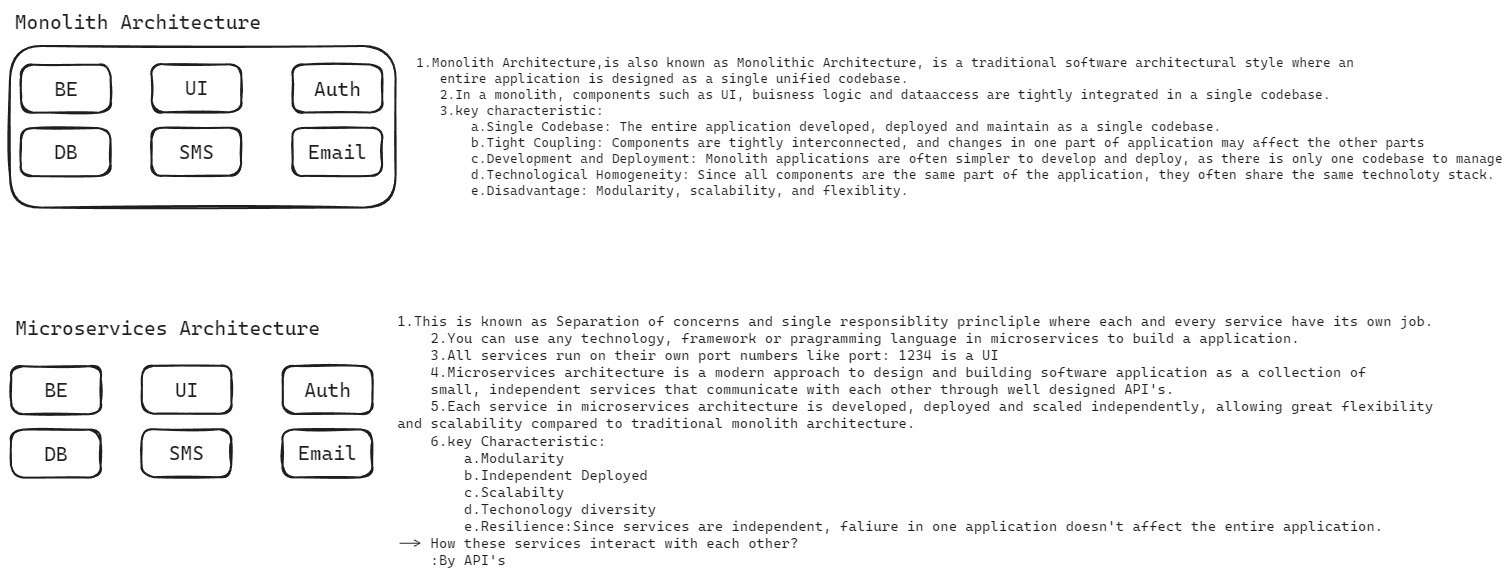 Monolith Architecture
BE
UI
Auth
DB
SMS
Email
1.Monolith Architecture,is also known as Monolithic Architecture, is a traditional software architectural style where an
entire application is designed as a single unified codebase.
2.In a monolith, components such as UI, buisness logic and dataaccess are tightly integrated in a single codebase.
3.key characteristic:
a.Single Codebase: The entire application developed, deployed and maintain as a single codebase.
b.Tight Coupling: Components are tightly interconnected, and changes in one part of application may affect the other parts
c.Development and Deployment: Monolith applications are often simpler to develop and deploy, as there is only one codebase to manage
d.Technological Homogeneity: Since all components are the same part of the application, they often share the same technoloty stack.
e.Disadvantage: Modularity, scalability, and flexiblity.
Microservices Architecture
BE
UI
Auth
DB
SMS
Email
1.This is known as Separation of concerns and single responsiblity princliple where each and every service have its own job.
2.You can use any technology, framework or pragramming language in microservices to build a application.
3.All services run on their own port numbers like port: 1234 is a UI
4.Microservices architecture is a modern approach to design and building software application as a collection of
small, independent services that communicate with each other through well designed API's.
5.Each service in microservices architecture is developed, deployed and scaled independently, allowing great flexibility
and scalability compared to traditional monolith architecture.
6.key Characteristic:
a.Modularity
b.Independent Deployed
c.Scalabilty
d.Techonology diversity
e.Resilience:Since services are independent, faliure in one application doesn't affect the entire application.
How these services interact with each other?
:By API's